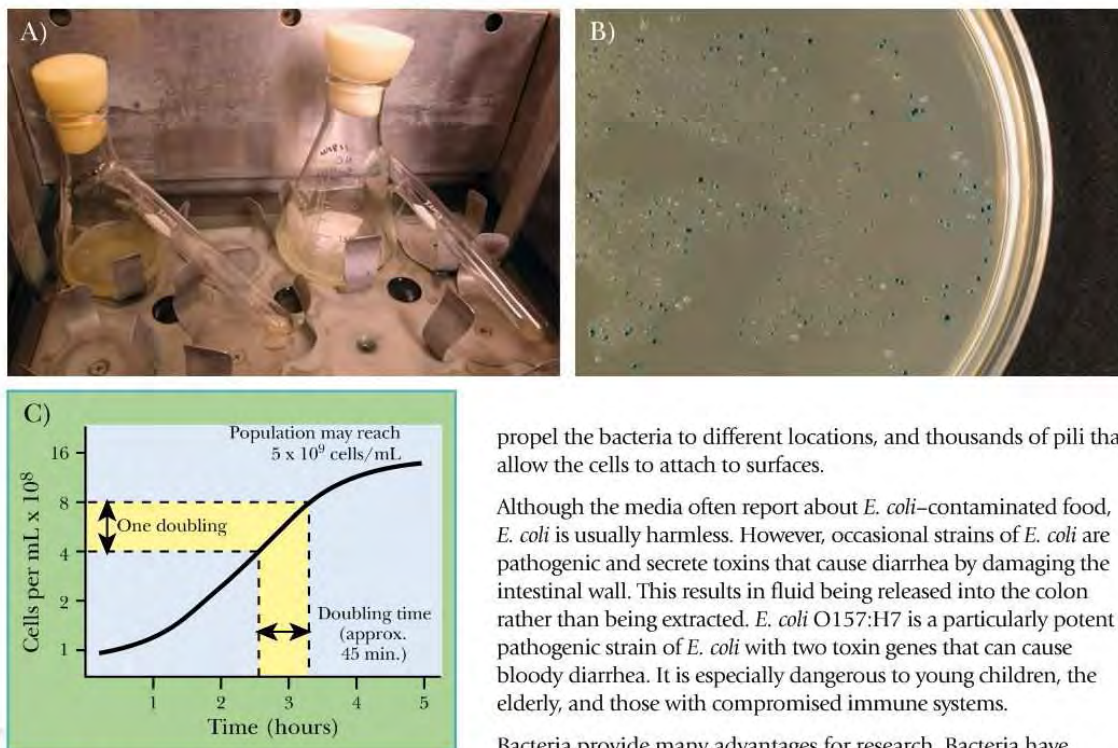 A)
B)
C)
Population may reach
5 x 10⁹ cells/mL
16
8
One doubling
4
2
Doubling time
(approx.
45 min.)
1
Cells per mL x 10⁸
1 2 3 4 5
Time (hours)
propel the bacteria to different locations, and thousands of pili tha
allow the cells to attach to surfaces.
Although the media often report about E. coli–contaminated food,
E. coli is usually harmless. However, occasional strains of E. coli are
pathogenic and secrete toxins that cause diarrhea by damaging the
intestinal wall. This results in fluid being released into the colon
rather than being extracted. E. coli O157:H7 is a particularly potent
pathogenic strain of E. coli with two toxin genes that can cause
bloody diarrhea. It is especially dangerous to young children, the
elderly, and those with compromised immune systems.
Bacteria provide many advantages for research. Bacteria have